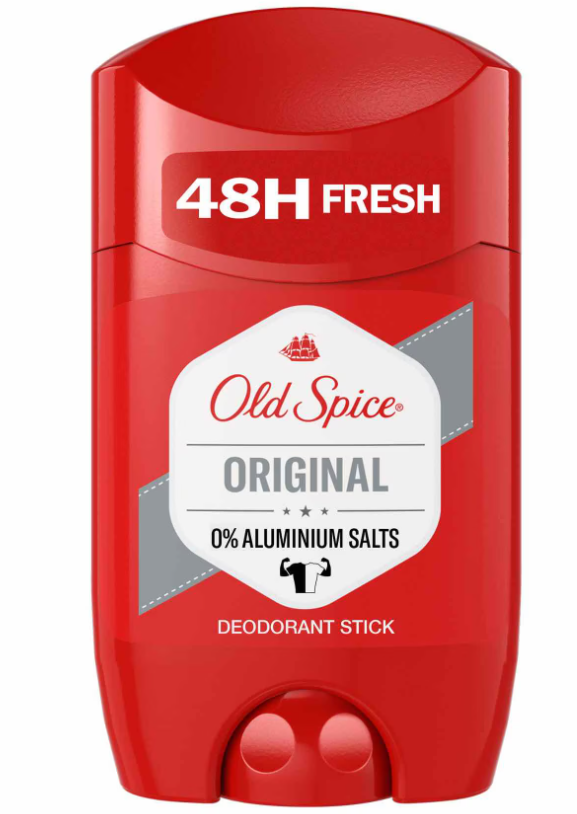 48H FRESH
Old Spice®
ORIGINAL
0% ALUMINIUM SALTS
DEODORANT STICK